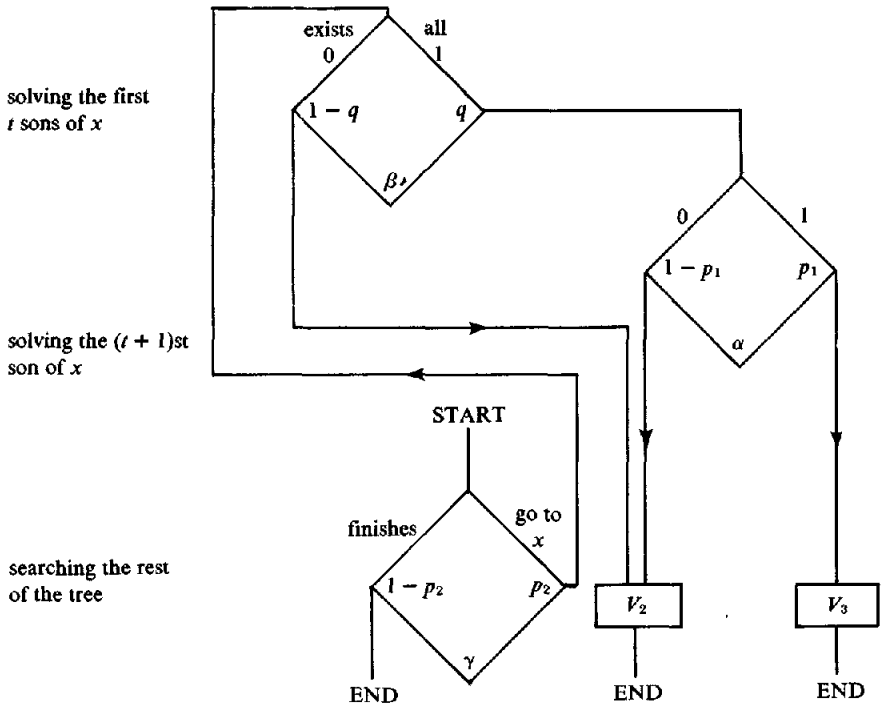 exists all
0 1
solving the first
t sons of x
1 − q q
β
0 1
1 − p₁ p₁
α
solving the (t + 1)st
son of x
START
finishes
go to
x
searching the rest
of the tree
1 − p₂ p₂
γ
V₂ V₃
END END END